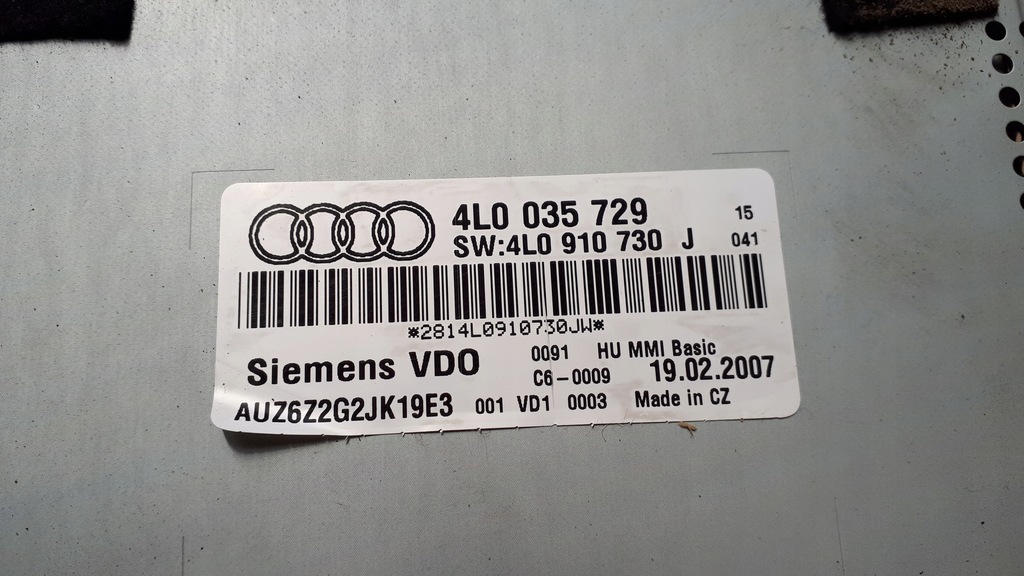 4L0 035 729 15
SW:4L0 910 730 J 041
*2814L0910730JW*
Siemens VDO 0091 HU MMI Basic
C6-0009 19.02.2007
AUZ6Z2G2JK19E3 001 VD1 0003 Made in CZ